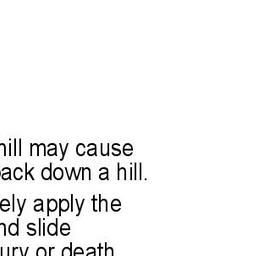 hill may cause
back down a hill.
ely apply the
nd slide
ury or death